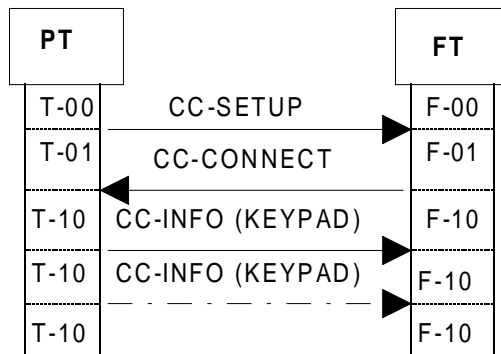 PT FT
T-00 CC-SETUP F-00
T-01 CC-CONNECT F-01
T-10 CC-INFO (KEYPAD) F-10
T-10 CC-INFO (KEYPAD) F-10
T-10 F-10